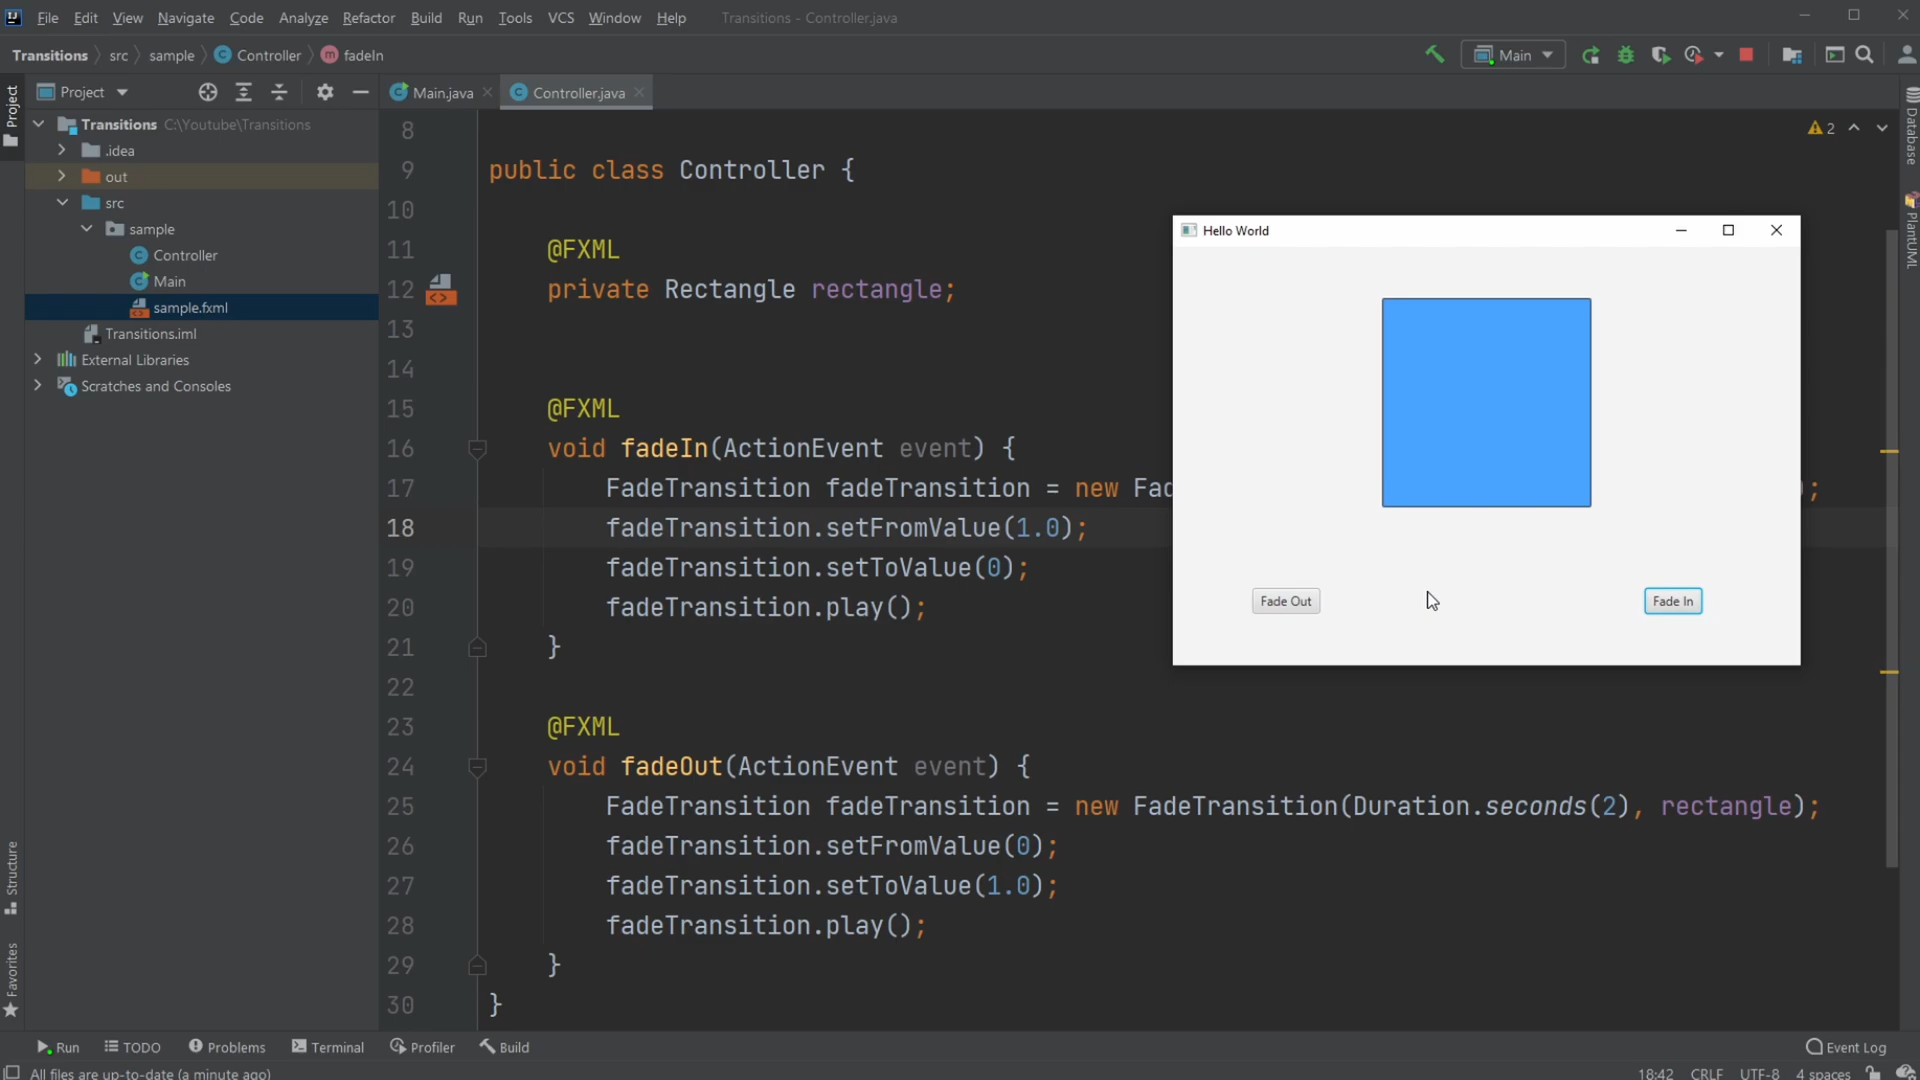 File Edit View Navigate Code Analyze Refactor Build Run Tools VCS Window Help Transitions - Controller.java
Transitions src sample Controller fadeIn Main
Project Main.java Controller.java
Project
Transitions C:\Youtube\Transitions
.idea
out
src
sample
Controller
Main
sample.fxml
Transitions.iml
External Libraries
Scratches and Consoles
Structure
Favorites
2
8
9 public class Controller {
10
11 @FXML
12 private Rectangle rectangle;
13
14
15 @FXML
16 void fadeIn(ActionEvent event) {
17 FadeTransition fadeTransition = new Fad );
18 fadeTransition.setFromValue(1.0);
19 fadeTransition.setToValue(0);
20 fadeTransition.play();
21 }
22
23 @FXML
24 void fadeOut(ActionEvent event) {
25 FadeTransition fadeTransition = new FadeTransition(Duration.seconds(2), rectangle);
26 fadeTransition.setFromValue(0);
27 fadeTransition.setToValue(1.0);
28 fadeTransition.play();
29 }
30 }
Hello World
Fade Out Fade In
Database
PlantUML
Run TODO Problems Terminal Profiler Build Event Log
All files are up-to-date (a minute ago) 18:42 CRLF UTF-8 4 spaces